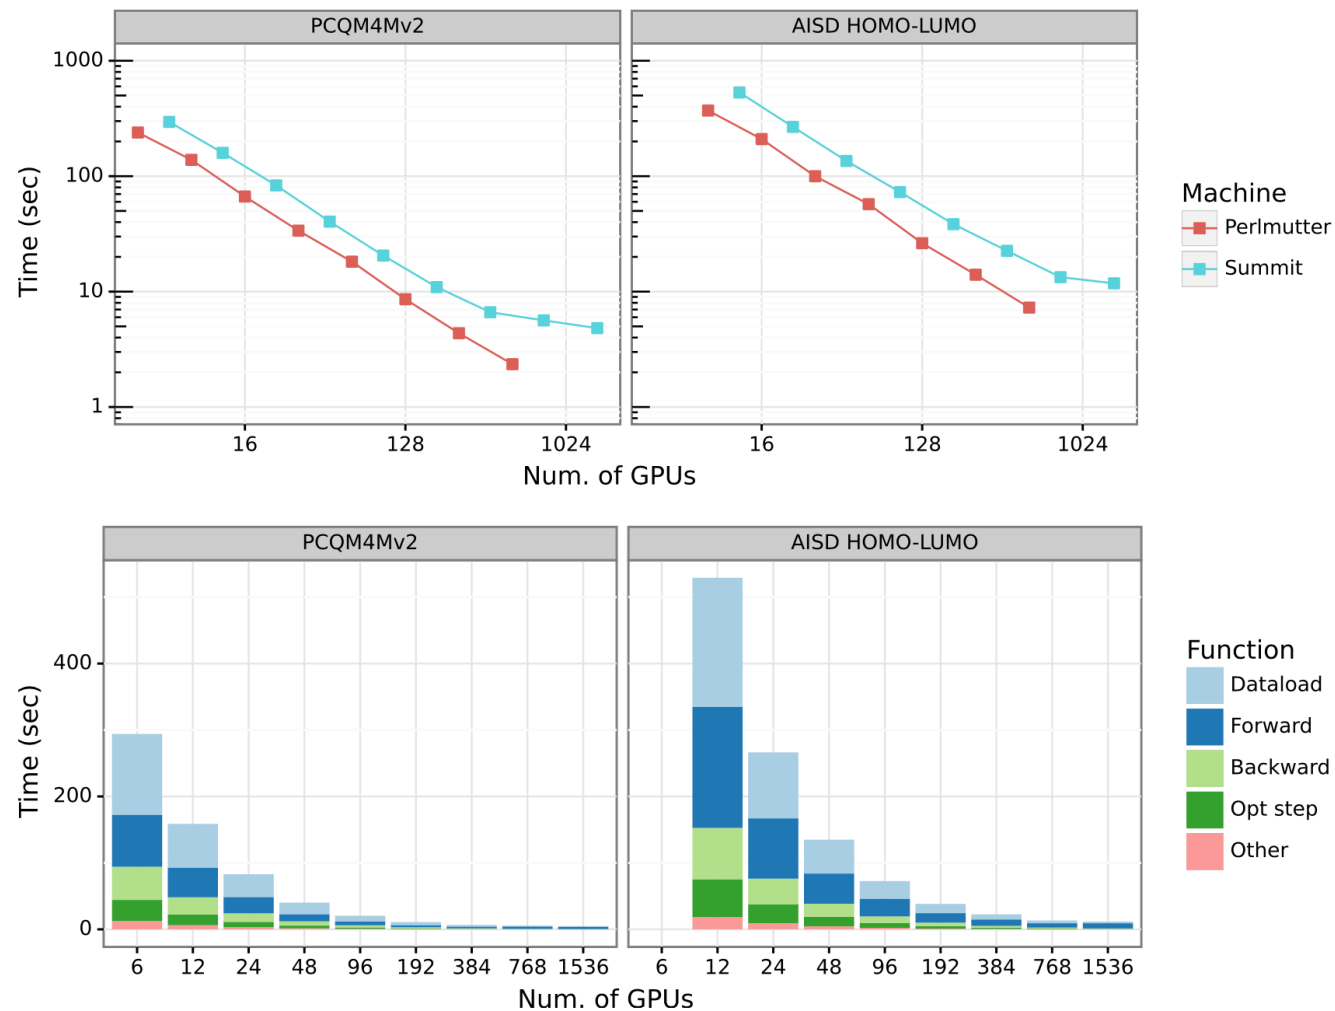 PCQM4Mv2
AISD HOMO-LUMO
1000
100
10
1
Time (sec)
16
128
1024
16
128
1024
Num. of GPUs
Machine
Perlmutter
Summit
PCQM4Mv2
AISD HOMO-LUMO
400
200
0
Time (sec)
6
12
24
48
96
192
384
768
1536
6
12
24
48
96
192
384
768
1536
Num. of GPUs
Function
Dataload
Forward
Backward
Opt step
Other